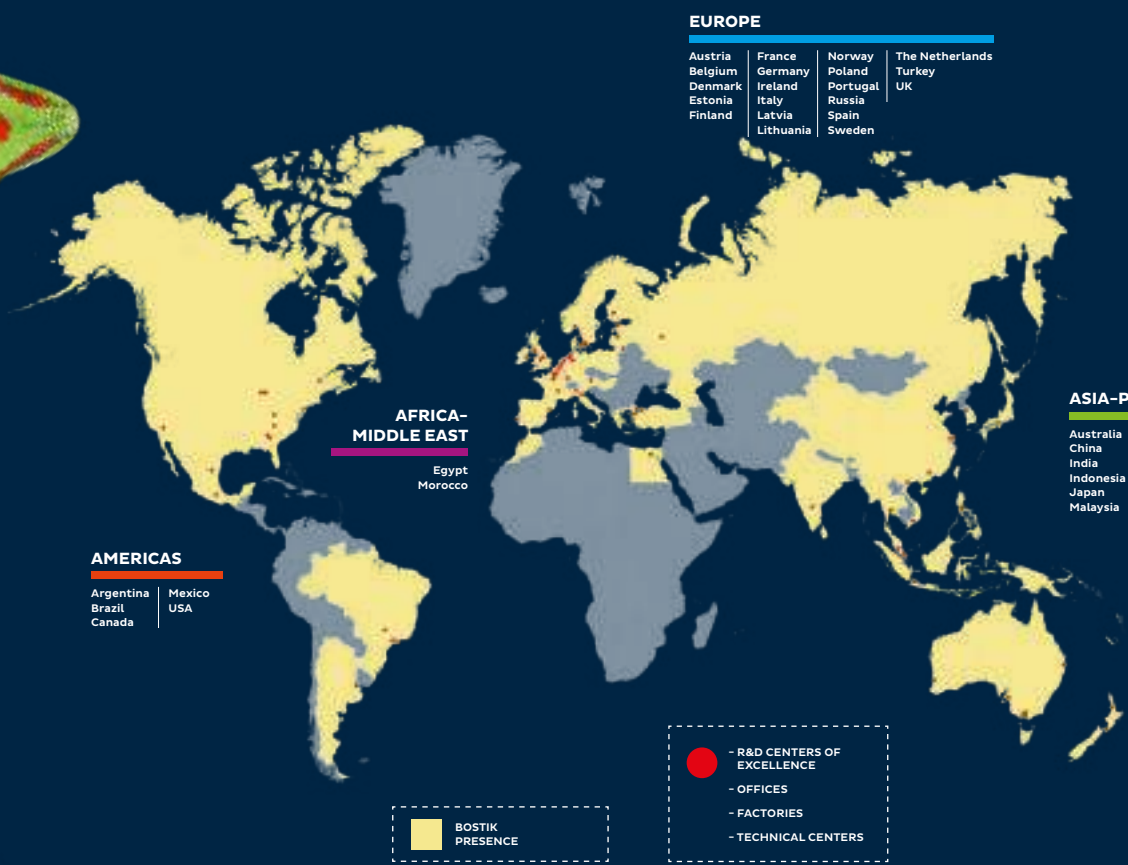 EUROPE
Austria
Belgium
Denmark
Estonia
Finland
France
Germany
Ireland
Italy
Latvia
Lithuania
Norway
Poland
Portugal
Russia
Spain
Sweden
The Netherlands
Turkey
UK
AFRICA-
MIDDLE EAST
Egypt
Morocco
ASIA-P
Australia
China
India
Indonesia
Japan
Malaysia
AMERICAS
Argentina
Brazil
Canada
Mexico
USA
- R&D CENTERS OF
EXCELLENCE
- OFFICES
- FACTORIES
- TECHNICAL CENTERS
BOSTIK
PRESENCE